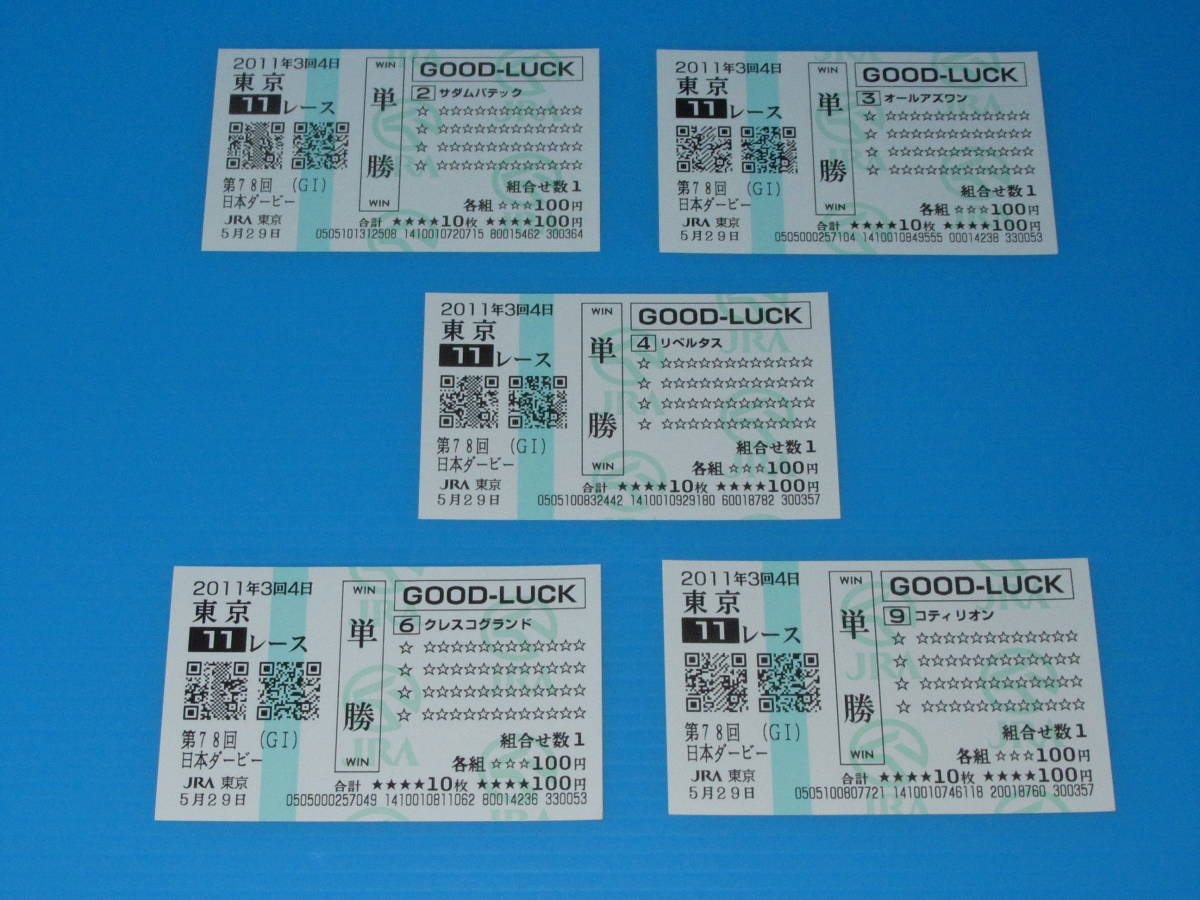 2011年3回4日
東京
11レース
第78回 (GI)
日本ダービー
JRA 東京
5月29日
WIN
単勝
WIN
GOOD-LUCK
2 サダムパテック
☆ ☆☆☆☆☆☆☆☆☆☆☆☆
☆ ☆☆☆☆☆☆☆☆☆☆☆☆
☆ ☆☆☆☆☆☆☆☆☆☆☆☆
☆ ☆☆☆☆☆☆☆☆☆☆☆☆
組合せ数1
各組 ☆☆☆100円
合計 ★★★★10枚 ★★★★100円
0505101312508 1410010720715 80015462 300364
2011年3回4日
東京
11レース
第78回 (GI)
日本ダービー
JRA 東京
5月29日
WIN
単勝
WIN
GOOD-LUCK
3 オールアズワン
☆ ☆☆☆☆☆☆☆☆☆☆☆☆
☆ ☆☆☆☆☆☆☆☆☆☆☆☆
☆ ☆☆☆☆☆☆☆☆☆☆☆☆
☆ ☆☆☆☆☆☆☆☆☆☆☆☆
組合せ数1
各組 ☆☆☆100円
合計 ★★★★10枚 ★★★★100円
0505000257104 1410010849555 00014238 330053
2011年3回4日
東京
11レース
第78回 (GI)
日本ダービー
JRA 東京
5月29日
WIN
単勝
WIN
GOOD-LUCK
4 リベルタス
☆ ☆☆☆☆☆☆☆☆☆☆☆☆
☆ ☆☆☆☆☆☆☆☆☆☆☆☆
☆ ☆☆☆☆☆☆☆☆☆☆☆☆
☆ ☆☆☆☆☆☆☆☆☆☆☆☆
組合せ数1
各組 ☆☆☆100円
合計 ★★★★10枚 ★★★★100円
0505100832442 1410010929180 60018782 300357
2011年3回4日
東京
11レース
第78回 (GI)
日本ダービー
JRA 東京
5月29日
WIN
単勝
WIN
GOOD-LUCK
6 クレスコグランド
☆ ☆☆☆☆☆☆☆☆☆☆☆☆
☆ ☆☆☆☆☆☆☆☆☆☆☆☆
☆ ☆☆☆☆☆☆☆☆☆☆☆☆
☆ ☆☆☆☆☆☆☆☆☆☆☆☆
組合せ数1
各組 ☆☆☆100円
合計 ★★★★10枚 ★★★★100円
0505000257049 1410010811062 80014236 330053
2011年3回4日
東京
11レース
第78回 (GI)
日本ダービー
JRA 東京
5月29日
WIN
単勝
WIN
GOOD-LUCK
9 コティリオン
☆ ☆☆☆☆☆☆☆☆☆☆☆☆
☆ ☆☆☆☆☆☆☆☆☆☆☆☆
☆ ☆☆☆☆☆☆☆☆☆☆☆☆
☆ ☆☆☆☆☆☆☆☆☆☆☆☆
組合せ数1
各組 ☆☆☆100円
合計 ★★★★10枚 ★★★★100円
0505100807721 1410010746118 20018760 300357